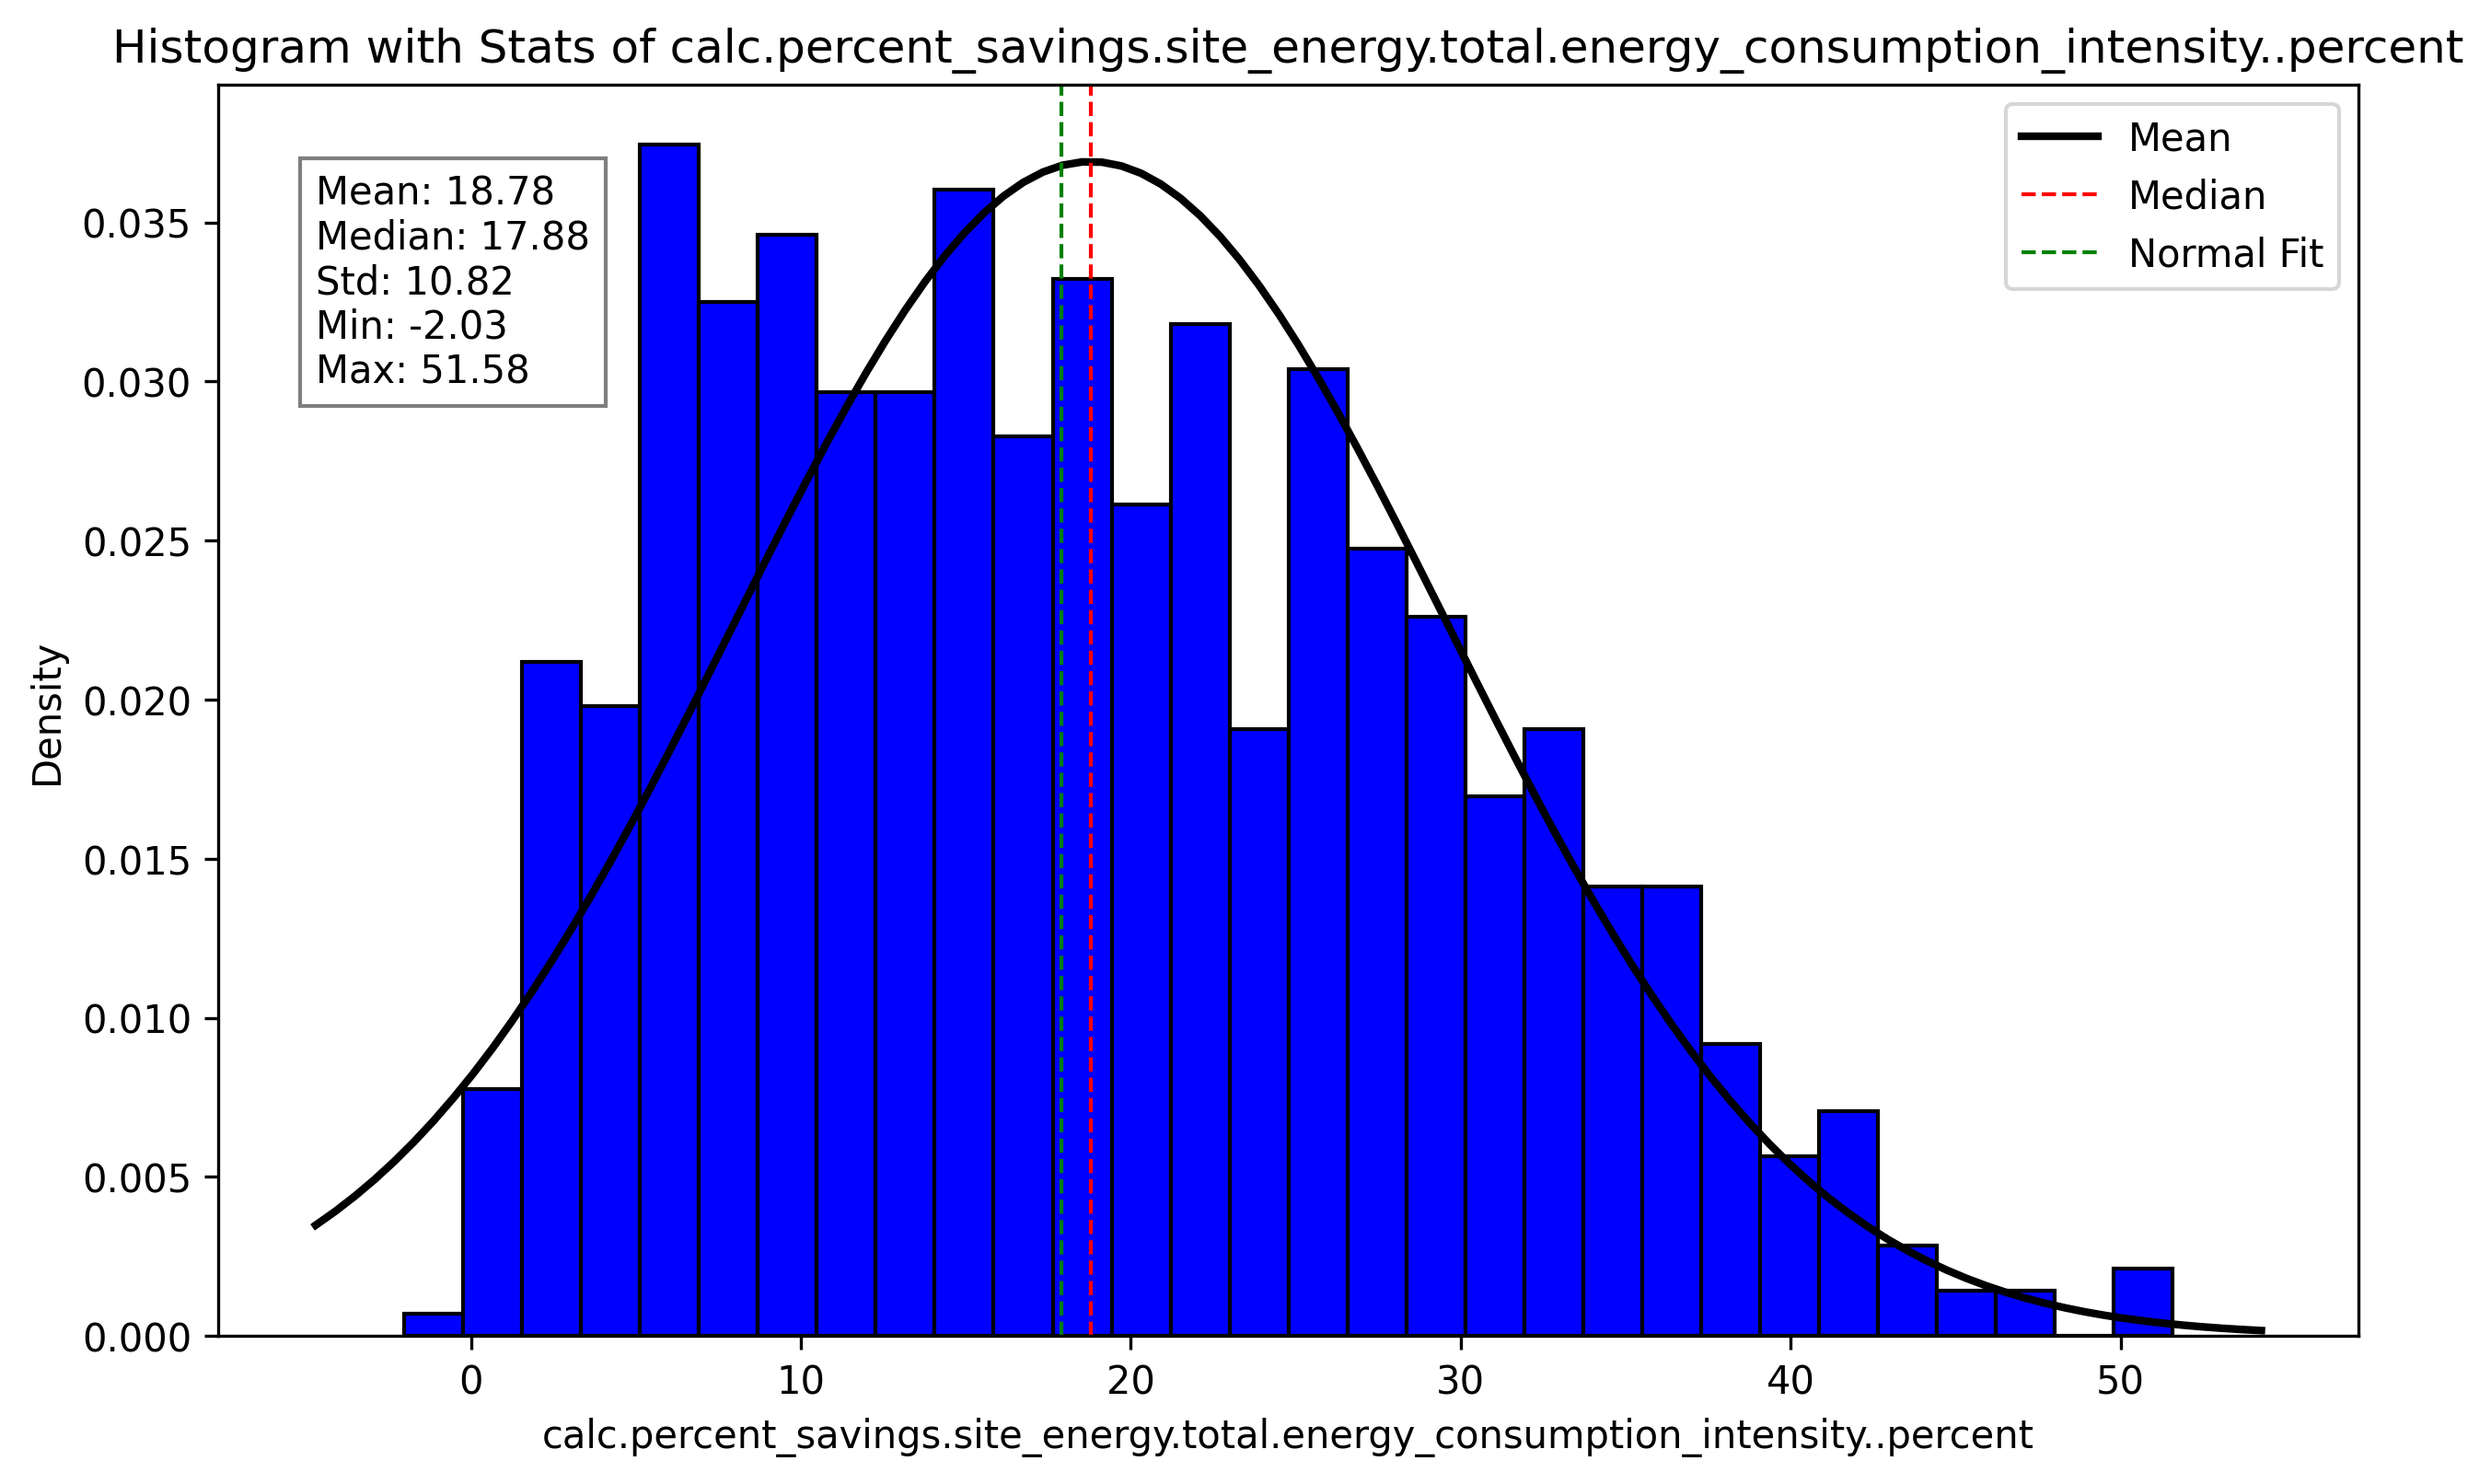 Histogram with Stats of calc.percent_savings.site_energy.total.energy_consumption_intensity..percent
Mean: 18.78
Median: 17.88
Std: 10.82
Min: -2.03
Max: 51.58
Mean
Median
Normal Fit
Density
0.035
0.030
0.025
0.020
0.015
0.010
0.005
0.000
0
10
20
30
40
50
calc.percent_savings.site_energy.total.energy_consumption_intensity..percent